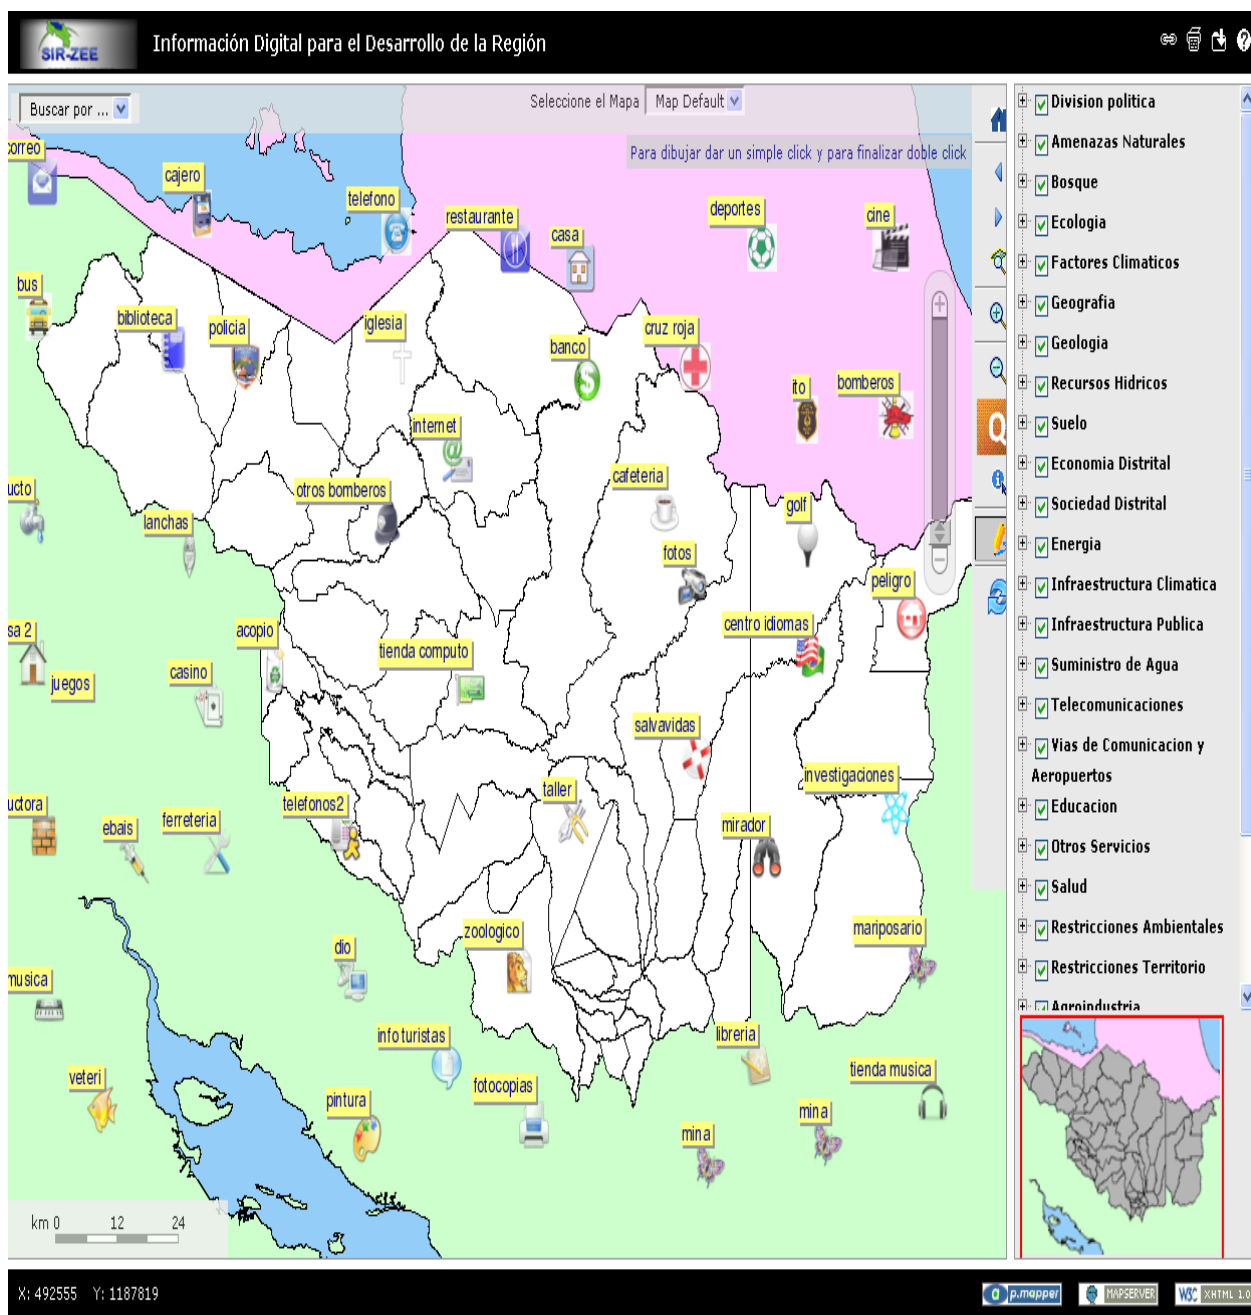 SIR-ZEE
Información Digital para el Desarrollo de la Región
Buscar por ...
Seleccione el Mapa Map Default
Para dibujar dar un simple click y para finalizar doble click
correo
cajero
telefono
restaurante
casa
deportes
cine
bus
biblioteca
policia
iglesia
banco
cruz roja
ito
bomberos
internet
otros bomberos
cafeteria
golf
ucto
lanchas
fotos
peligro
centro idiomas
sa 2
juegos
acopio
casino
tienda computo
salvavidas
investigaciones
taller
telefonos2
uctora
ebais
ferreteria
mirador
zoologico
mariposario
dio
musica
info turistas
libreria
veteri
fotocopias
tienda musica
pintura
mina
mina
km 0 12 24
Division politica
Amenazas Naturales
Bosque
Ecologia
Factores Climaticos
Geografia
Geologia
Recursos Hidricos
Suelo
Economia Distrital
Sociedad Distrital
Energia
Infraestructura Climatica
Infraestructura Publica
Suministro de Agua
Telecomunicaciones
Vias de Comunicacion y
Aeropuertos
Educacion
Otros Servicios
Salud
Restricciones Ambientales
Restricciones Territorio
Agroindustria
X: 492555 Y: 1187819
p.mapper
MAPSERVER
W3C XHTML 1.0